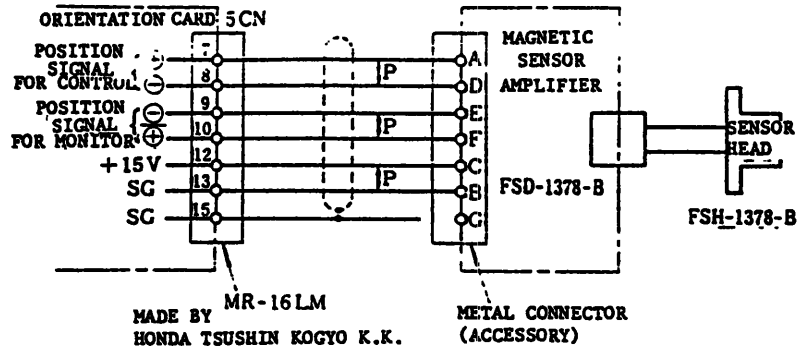 ORIENTATION CARD 5CN
POSITION SIGNAL FOR CONTROL
+
7
-
8
POSITION SIGNAL FOR MONITOR
-
9
+
10
+15V
12
SG
13
SG
15
P
P
P
A
D
E
F
C
B
G
MAGNETIC
SENSOR
AMPLIFIER
FSD-1378-B
SENSOR
HEAD
FSH-1378-B
MR-16LM
MADE BY
HONDA TSUSHIN KOGYO K.K.
METAL CONNECTOR
(ACCESSORY)